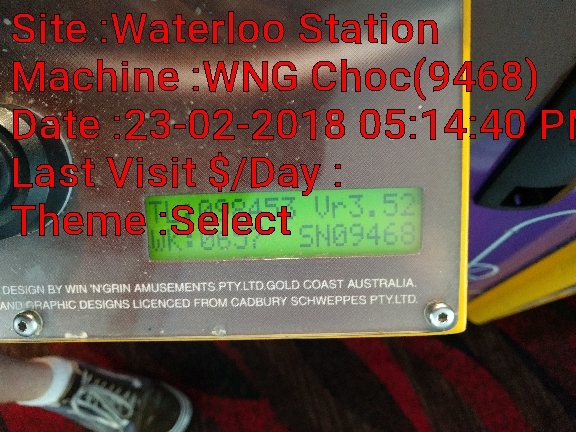 Site :Waterloo Station
Machine :WNG Choc(9468)
Date :23-02-2018 05:14:40 PM
Last Visit $/Day :
Theme :Select
Vr3.52
SN09468
DESIGN BY WIN 'N'GRIN AMUSEMENTS PTY.LTD.GOLD COAST AUSTRALIA.
AND GRAPHIC DESIGNS LICENCED FROM CADBURY SCHWEPPES PTY.LTD.